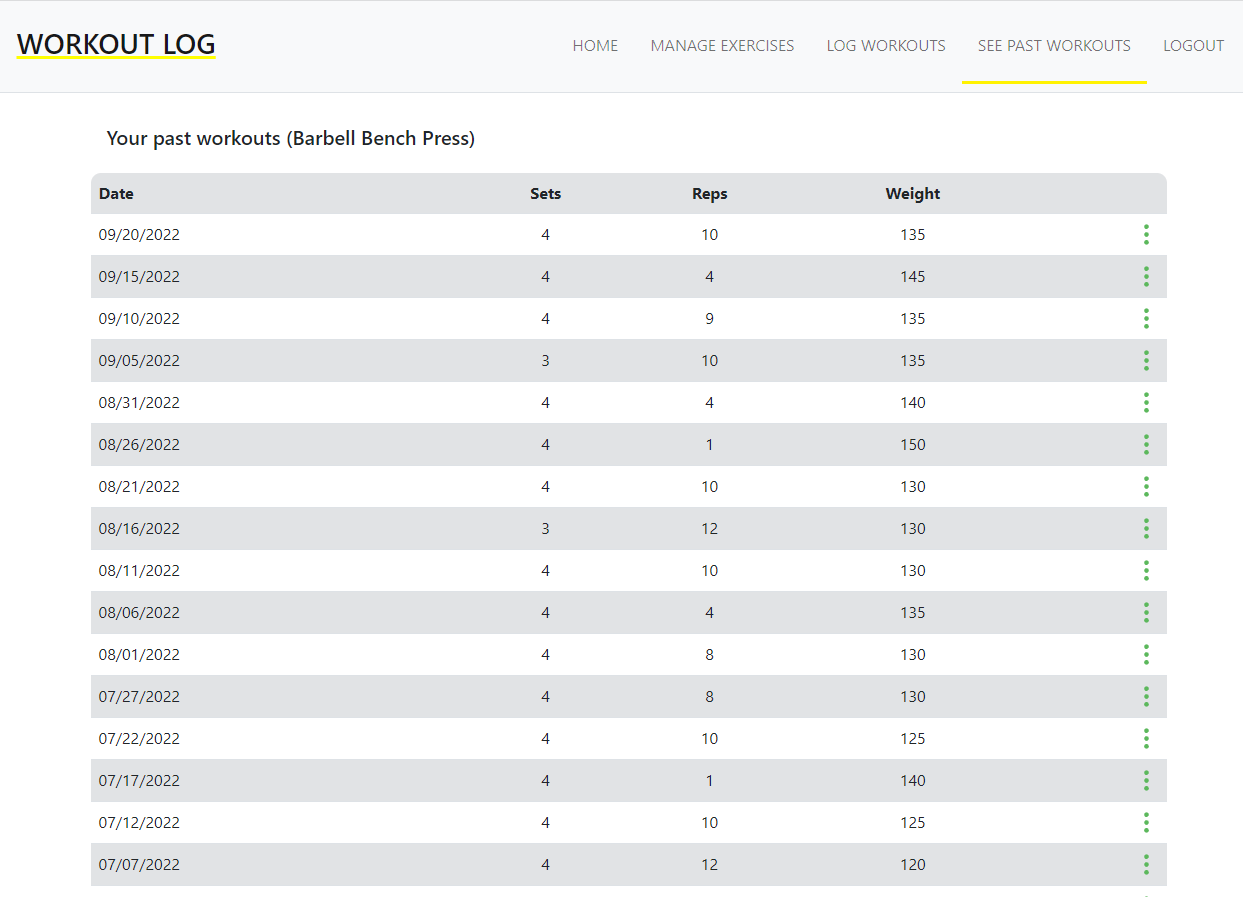 WORKOUT LOG HOME MANAGE EXERCISES LOG WORKOUTS SEE PAST WORKOUTS LOGOUT
Your past workouts (Barbell Bench Press)
Date Sets Reps Weight
09/20/2022 4 10 135
09/15/2022 4 4 145
09/10/2022 4 9 135
09/05/2022 3 10 135
08/31/2022 4 4 140
08/26/2022 4 1 150
08/21/2022 4 10 130
08/16/2022 3 12 130
08/11/2022 4 10 130
08/06/2022 4 4 135
08/01/2022 4 8 130
07/27/2022 4 8 130
07/22/2022 4 10 125
07/17/2022 4 1 140
07/12/2022 4 10 125
07/07/2022 4 12 120